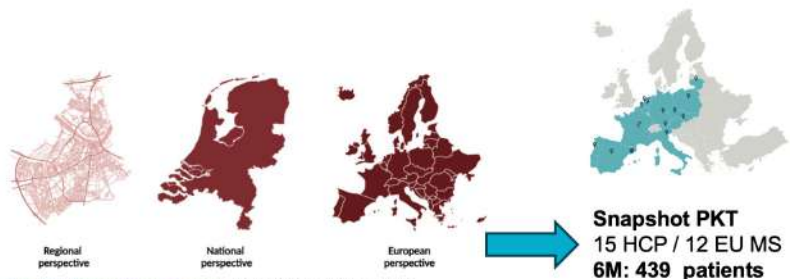 Regional
perspective
National
perspective
European
perspective
Snapshot PKT
15 HCP / 12 EU MS
6M: 439 patients